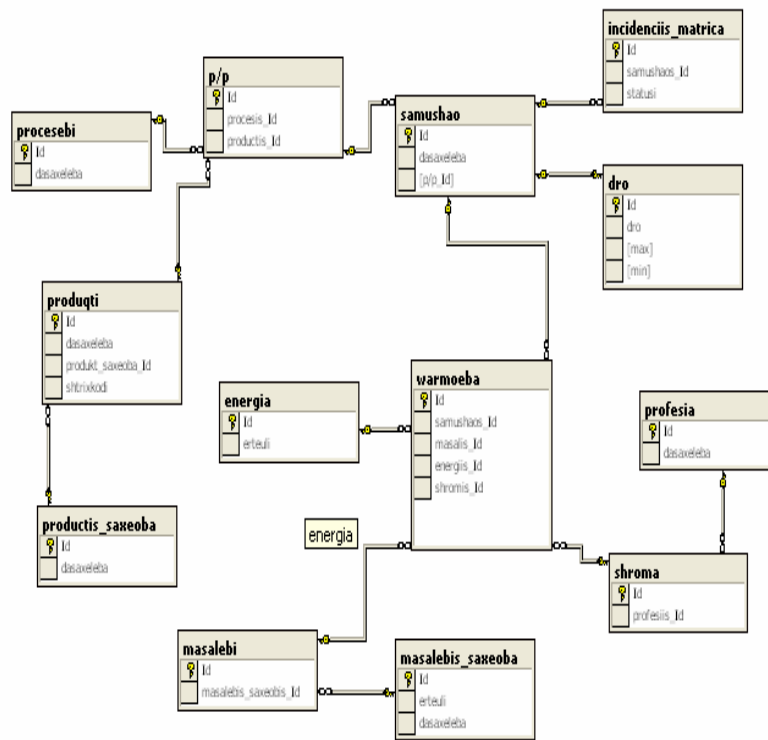 incidenciis_matrica
Id
samushaos_Id
statusi
p/p
Id
procesis_Id
productis_Id
samushao
Id
dasaxeleba
[p/p_Id]
procesebi
Id
dasaxeleba
dro
Id
dro
[max]
[min]
produqti
Id
dasaxeleba
produkt_saxeoba_Id
shtrixkodi
warmoeba
Id
samushaos_Id
masalis_Id
energiis_Id
shromis_Id
energia
Id
erteuli
profesia
Id
dasaxeleba
productis_saxeoba
Id
dasaxeleba
energia
shroma
Id
profesiis_Id
masalebi
Id
masalebis_saxeobis_Id
masalebis_saxeoba
Id
erteuli
dasaxeleba